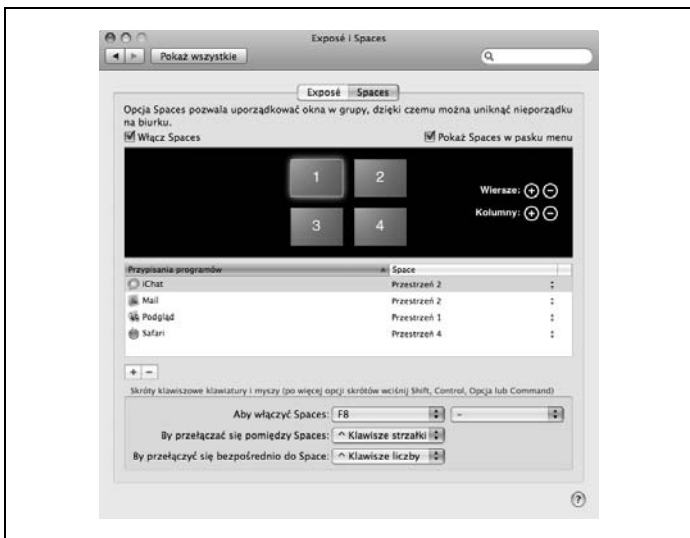 Exposé i Spaces
Pokaż wszystkie
Exposé Spaces
Opcja Spaces pozwala uporządkować okna w grupy, dzięki czemu można uniknąć nieporządku
na biurku.
Włącz Spaces Pokaż Spaces w pasku menu
1 2
Wiersze:
Kolumny:
3 4
Przypisania programów Space
iChat Przestrzeń 2
Mail Przestrzeń 2
Podgląd Przestrzeń 1
Safari Przestrzeń 4
+ −
Skróty klawiszowe klawiatury i myszy (po więcej opcji skrótów wciśnij Shift, Control, Opcja lub Command)
Aby włączyć Spaces: F8 -
By przełączać się pomiędzy Spaces: ^ Klawisze strzałki
By przełączyć się bezpośrednio do Space: ^ Klawisze liczby
?